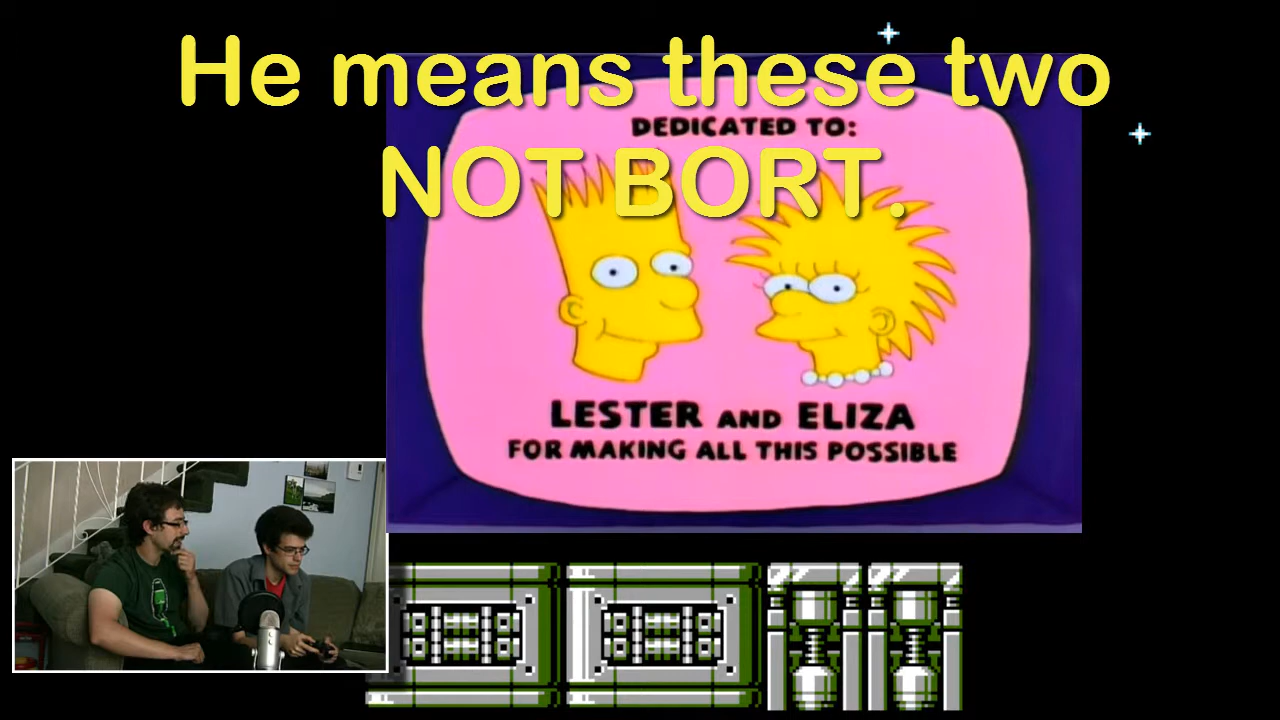 He means these two
DEDICATED TO:
NOT BORT.
LESTER AND ELIZA
FOR MAKING ALL THIS POSSIBLE